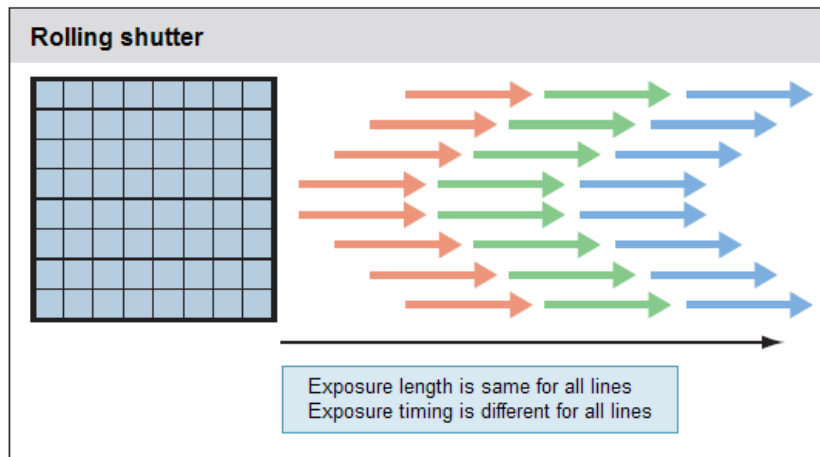 Rolling shutter
Exposure length is same for all lines
Exposure timing is different for all lines